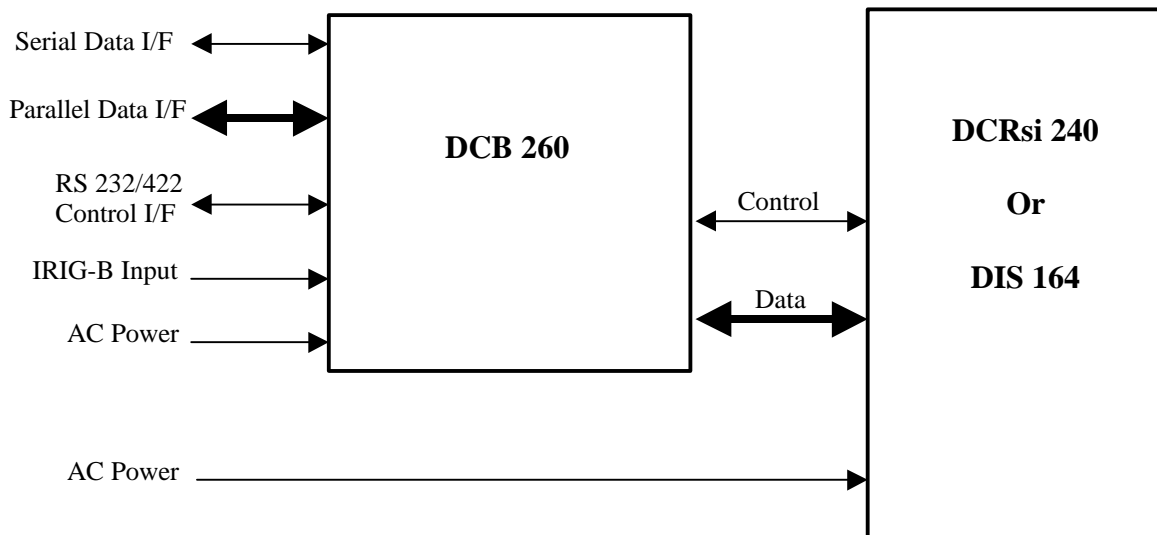 Serial Data I/F
Parallel Data I/F
RS 232/422
Control I/F
IRIG-B Input
AC Power
DCB 260
Control
Data
DCRsi 240
Or
DIS 164
AC Power